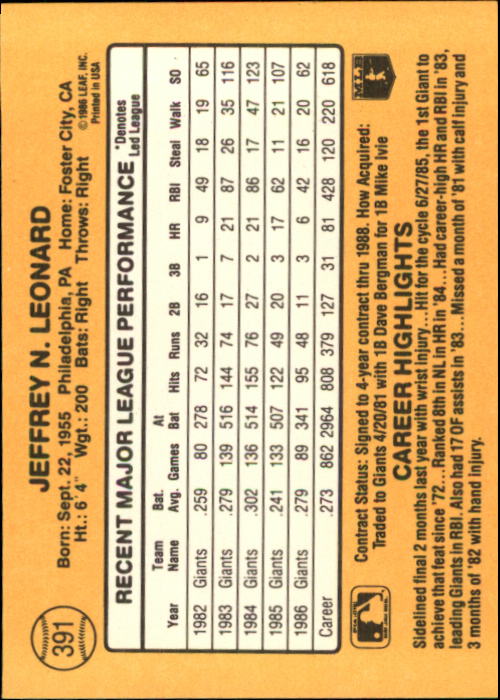 391
JEFFREY N. LEONARD
Born: Sept. 22, 1955 Philadelphia, PA Home: Foster City, CA
Ht.: 6'4" Wgt.: 200 Bats: Right Throws: Right
©1986 LEAF, INC.
Printed in USA
RECENT MAJOR LEAGUE PERFORMANCE *Denotes Led League
Year Team Name Bat. Avg. Games At Bat Hits Runs 2B 3B HR RBI Steal Walk SO
1982 Giants .259 80 278 72 32 16 1 9 49 18 19 65
1983 Giants .279 139 516 144 74 17 7 21 87 26 35 116
1984 Giants .302 136 514 155 76 27 2 21 86 17 47 123
1985 Giants .241 133 507 122 49 20 3 17 62 11 21 107
1986 Giants .279 89 341 95 48 11 3 6 42 16 20 62
Career .273 862 2964 808 379 127 31 81 428 120 220 618
Contract Status: Signed to 4-year contract thru 1988. How Acquired:
Traded to Giants 4/20/81 with 1B Dave Bergman for 1B Mike Ivie
MLB
CAREER HIGHLIGHTS
Sidelined final 2 months last year with wrist injury...Hit for the cycle 6/27/85, the 1st Giant to
achieve that feat since '72...Ranked 8th in NL in HR in '84...Had career-high HR and RBI in '83,
leading Giants in RBI. Also had 17 OF assists in '83...Missed a month of '81 with calf injury and
3 months of '82 with hand injury.